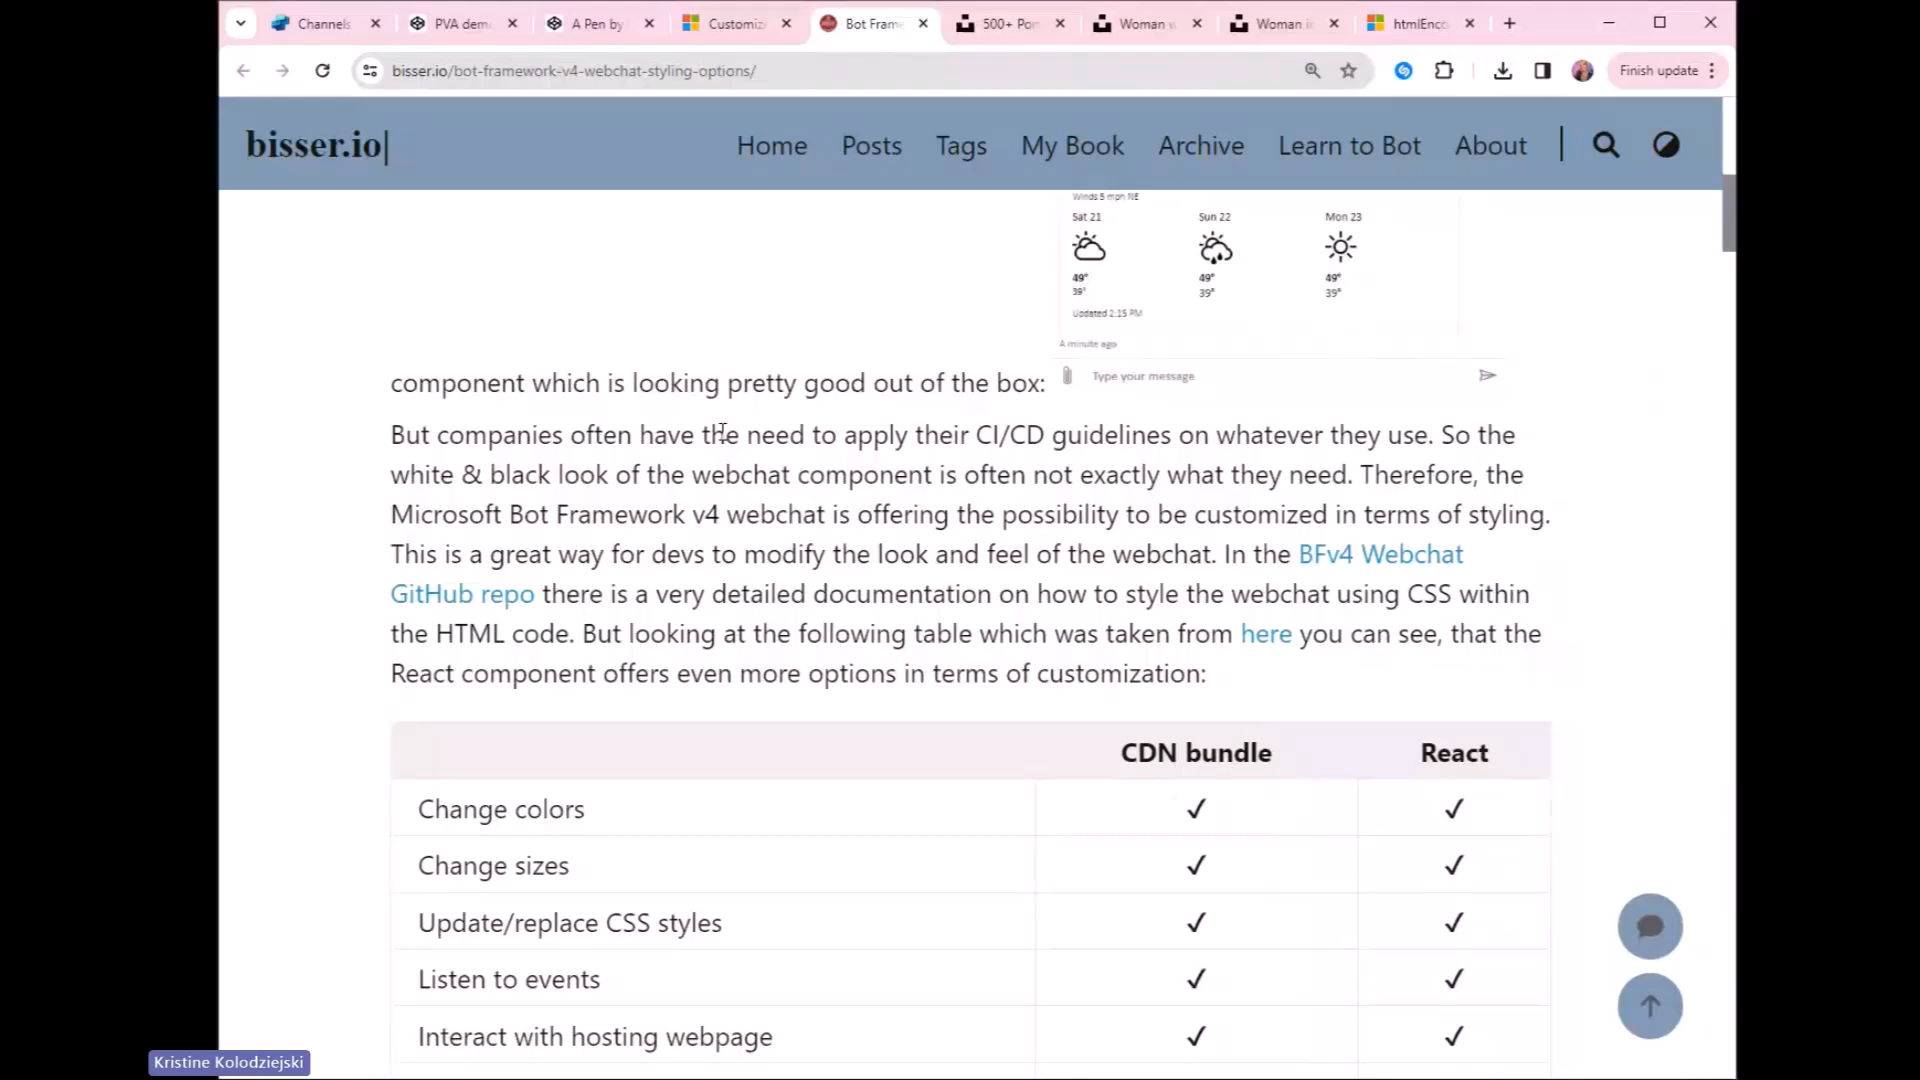 Channels
PVA dem
A Pen by
Customiz
Bot Fram
500+ Por
Woman w
Woman i
htmlEnco
bisser.io/bot-framework-v4-webchat-styling-options/
Finish update
bisser.io|
Home Posts Tags My Book Archive Learn to Bot About
Winds 5 mph NE
Sat 21 Sun 22 Mon 23
49° 49° 49°
39° 39° 39°
Updated 2:15 PM
A minute ago
Type your message
component which is looking pretty good out of the box:
But companies often have the need to apply their CI/CD guidelines on whatever they use. So the
white & black look of the webchat component is often not exactly what they need. Therefore, the
Microsoft Bot Framework v4 webchat is offering the possibility to be customized in terms of styling.
This is a great way for devs to modify the look and feel of the webchat. In the BFv4 Webchat
GitHub repo there is a very detailed documentation on how to style the webchat using CSS within
the HTML code. But looking at the following table which was taken from here you can see, that the
React component offers even more options in terms of customization:
CDN bundle React
Change colors ✓ ✓
Change sizes ✓ ✓
Update/replace CSS styles ✓ ✓
Listen to events ✓ ✓
Interact with hosting webpage ✓ ✓
Kristine Kolodziejski